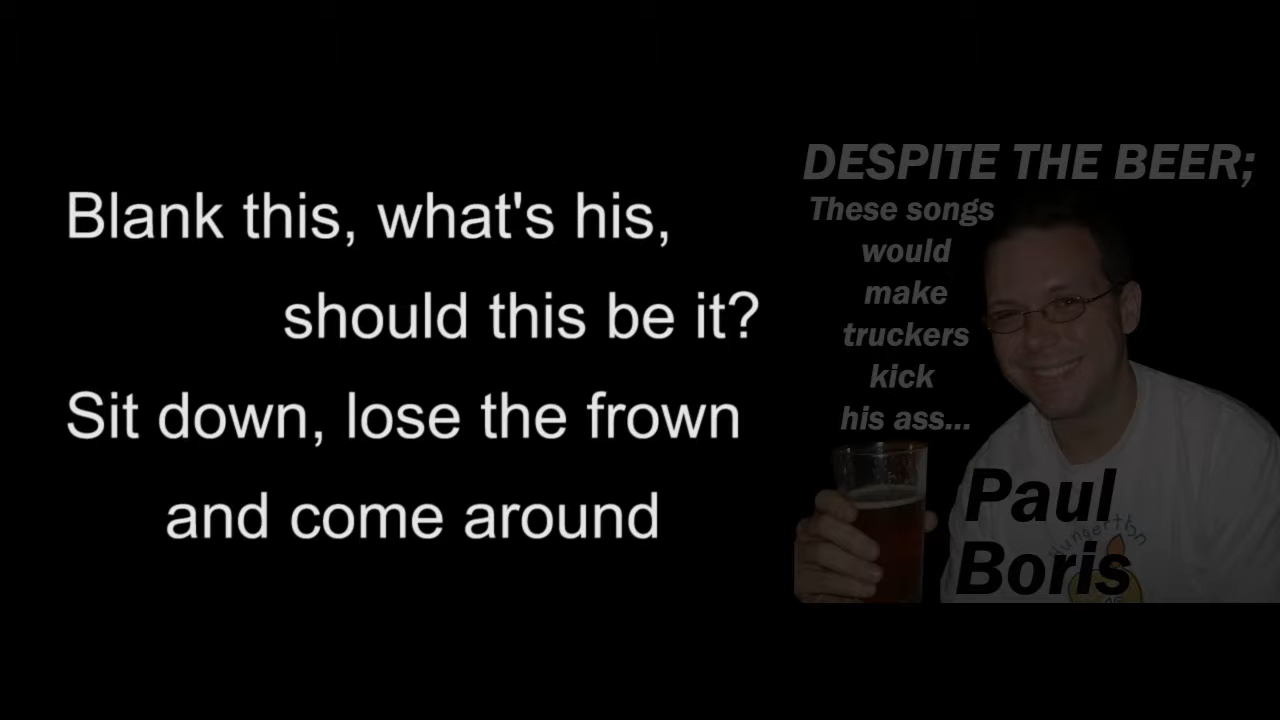 Blank this, what's his,
should this be it?
Sit down, lose the frown
and come around
DESPITE THE BEER;
These songs
would
make
truckers
kick
his ass...
Paul
Boris